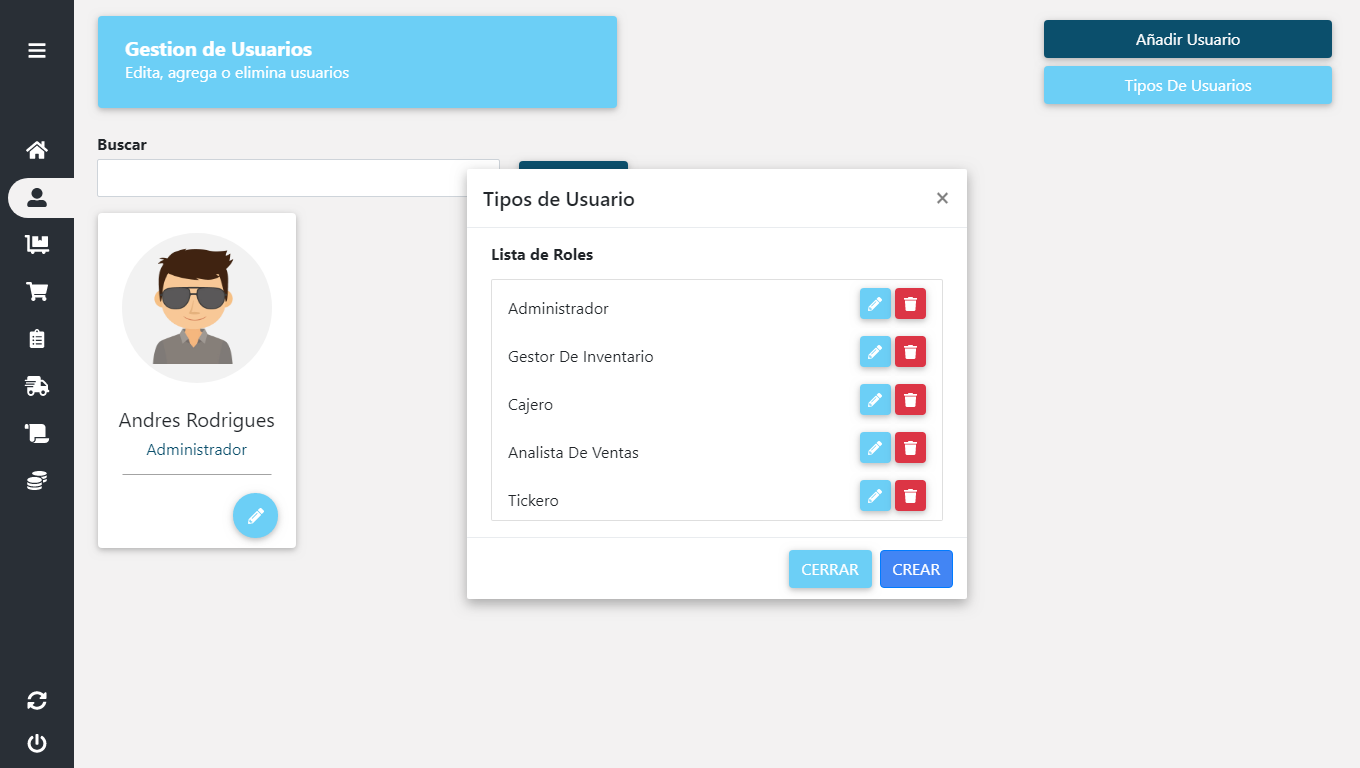 Gestion de Usuarios
Edita, agrega o elimina usuarios
Añadir Usuario
Tipos De Usuarios
Buscar
Andres Rodrigues
Administrador
Tipos de Usuario
×
Lista de Roles
Administrador
Gestor De Inventario
Cajero
Analista De Ventas
Tickero
CERRAR
CREAR